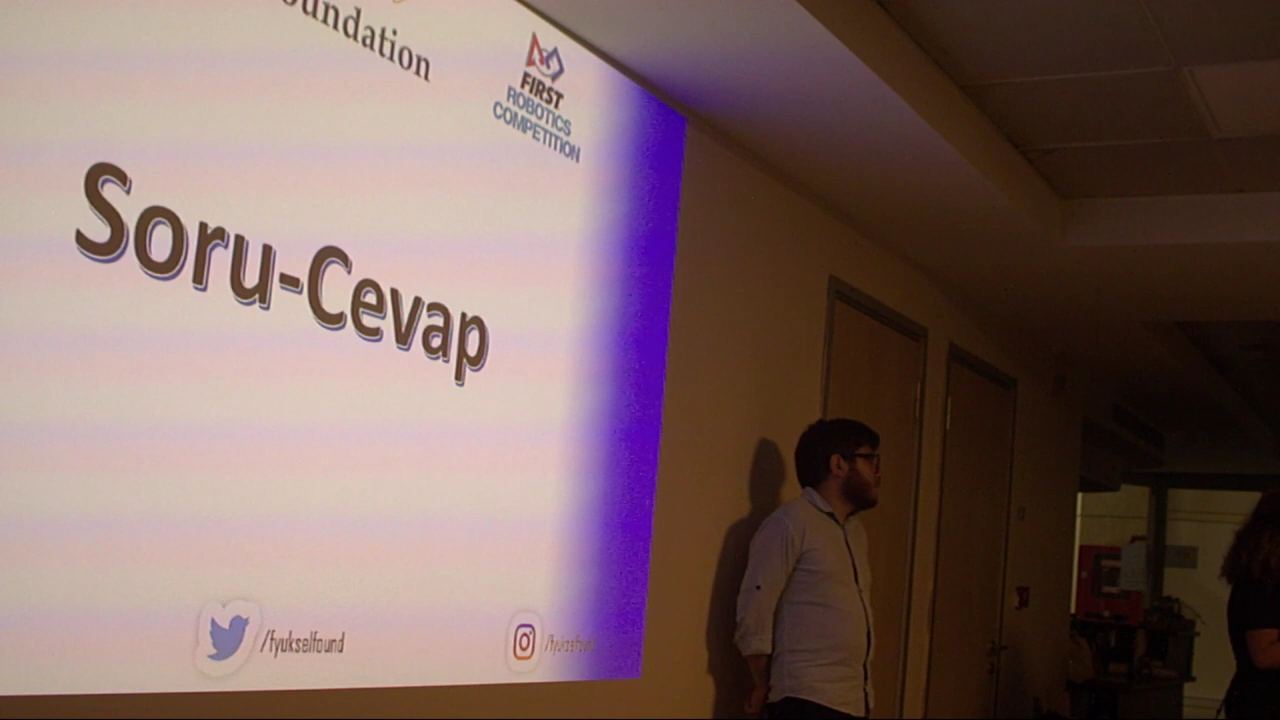 oundation
FIRST
ROBOTICS
COMPETITION
Soru-Cevap
/fyukselfound
/fyukselfound